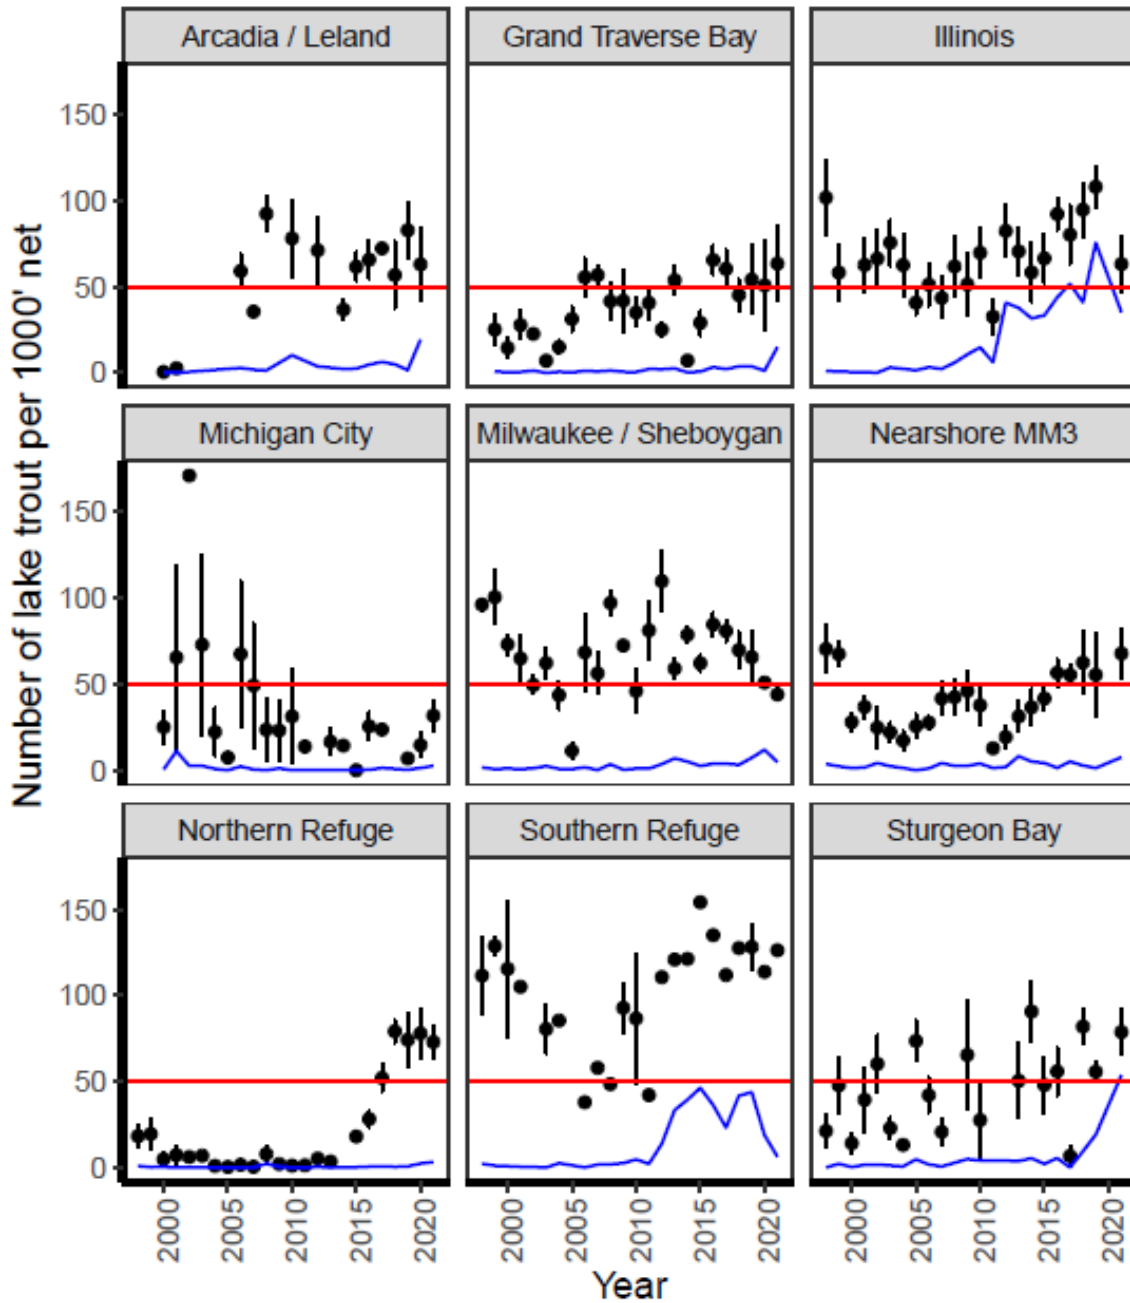 Arcadia / Leland
Grand Traverse Bay
Illinois
150
100
50
0
Michigan City
Milwaukee / Sheboygan
Nearshore MM3
150
100
50
0
Northern Refuge
Southern Refuge
Sturgeon Bay
150
100
50
0
2000
2005
2010
2015
2020
2000
2005
2010
2015
2020
2000
2005
2010
2015
2020
Year
Number of lake trout per 1000' net